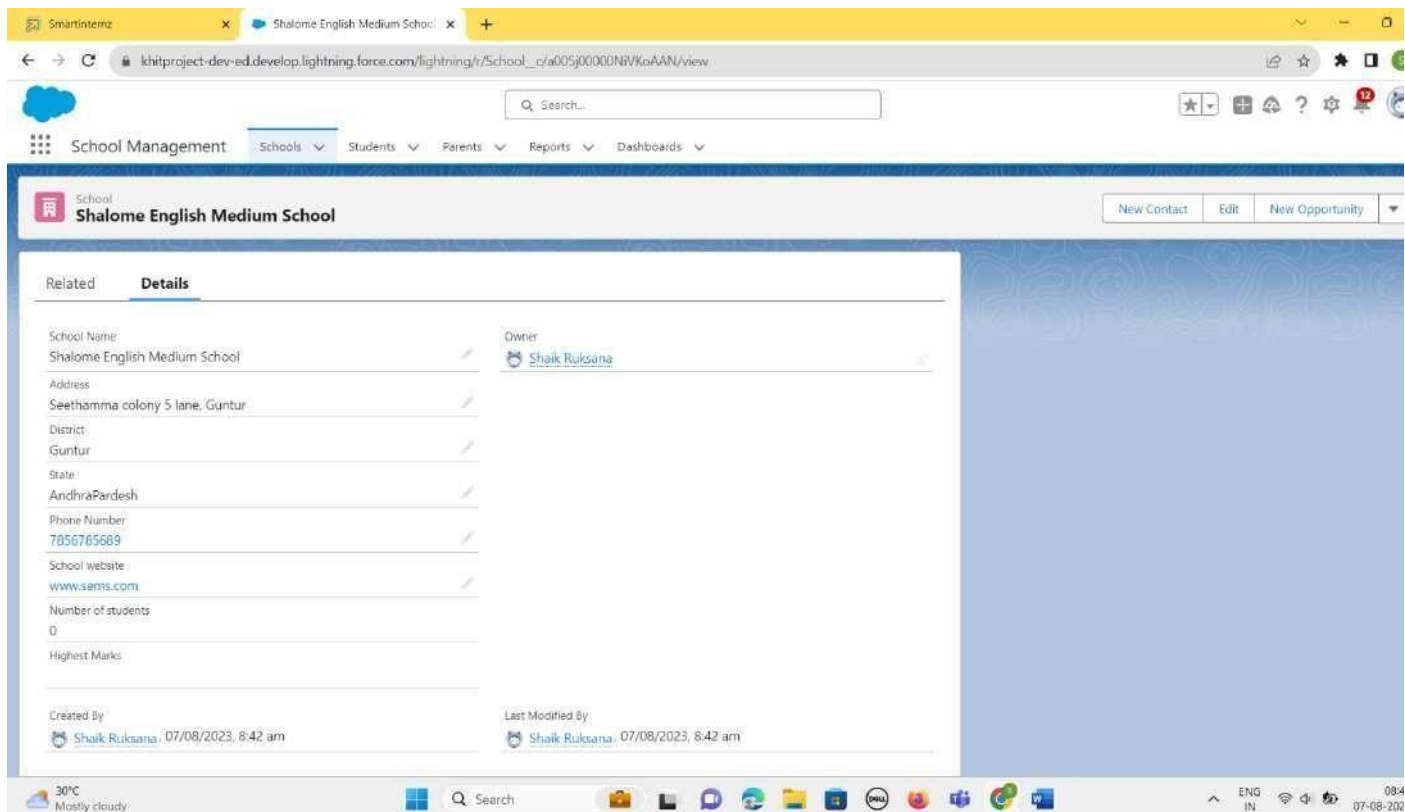 Smartinternz
Shalome English Medium School
khitproject-dev-ed.develop.lightning.force.com/lightning/r/School__c/a005j00000NiVKoAAN/view
Search...
12
School Management Schools Students Parents Reports Dashboards
School
Shalome English Medium School
New Contact Edit New Opportunity
Related Details
School Name
Shalome English Medium School
Owner
Shaik Ruksana
Address
Seethamma colony 5 lane, Guntur
District
Guntur
State
AndhraPardesh
Phone Number
7856785689
School website
www.sems.com
Number of students
0
Highest Marks
Created By
Shaik Ruksana, 07/08/2023, 8:42 am
Last Modified By
Shaik Ruksana, 07/08/2023, 8:42 am
30°C
Mostly cloudy
Search
DELL
ENG
IN
08:4
07-08-202